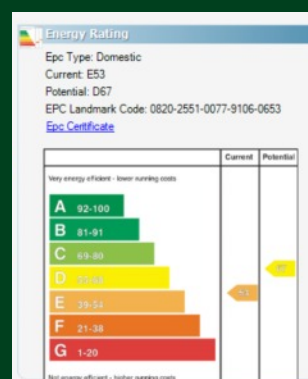 Energy Rating
Epc Type: Domestic
Current: E53
Potential: D67
EPC Landmark Code: 0820-2551-0077-9106-0653
Epc Certificate
Current Potential
Very energy efficient - lower running costs
A 92-100
B 81-91
C 69-80
D 55-68
E 39-54
F 21-38
G 1-20
Not energy efficient - higher running costs